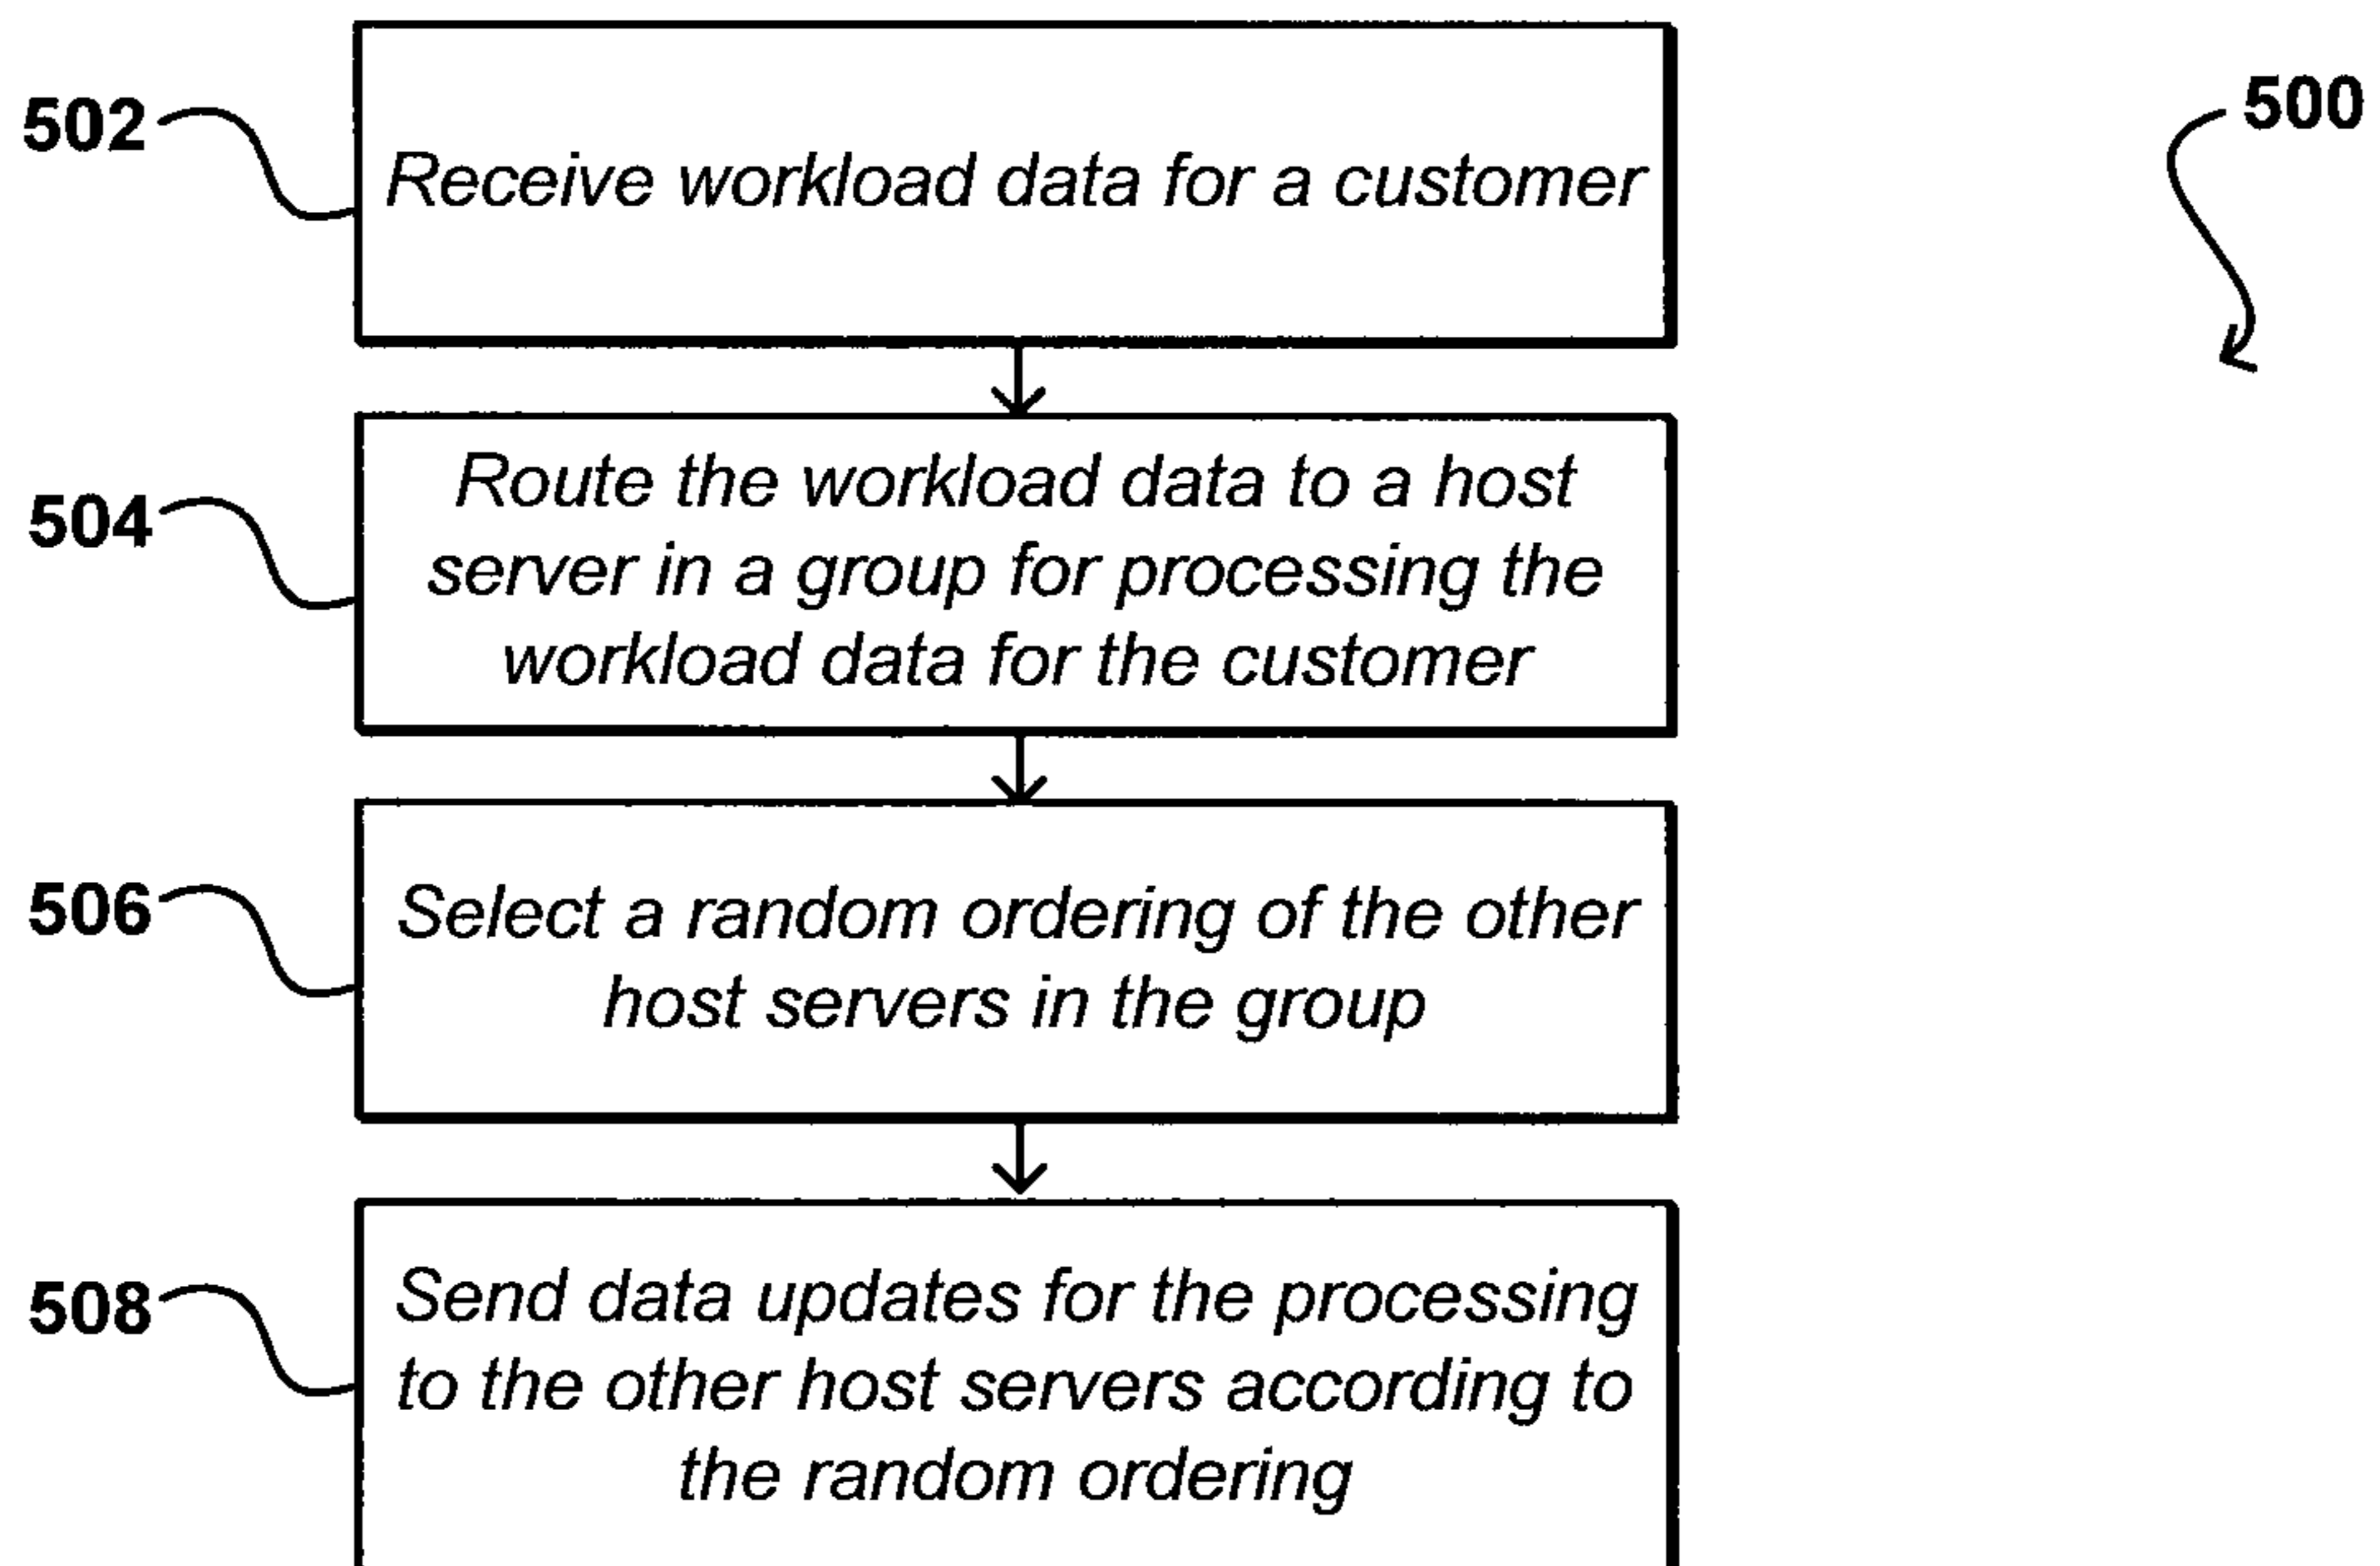 500
502
Receive workload data for a customer
504
Route the workload data to a host
server in a group for processing the
workload data for the customer
506
Select a random ordering of the other
host servers in the group
508
Send data updates for the processing
to the other host servers according to
the random ordering